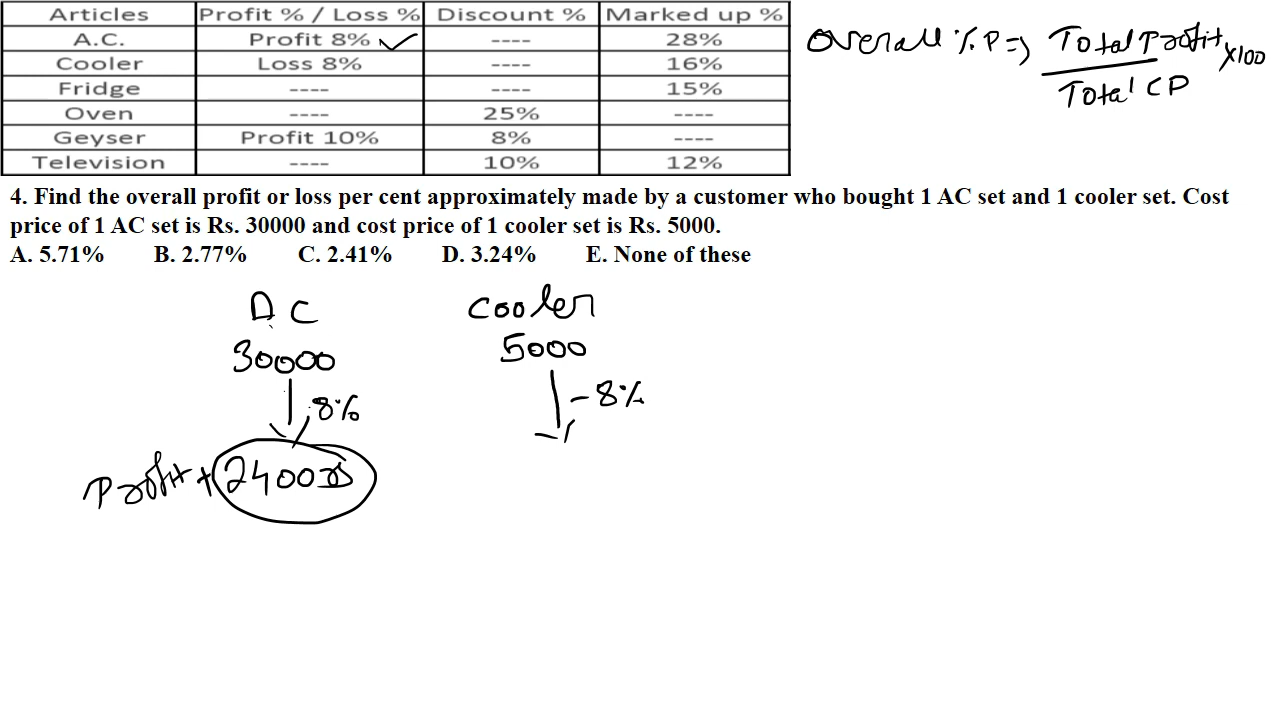 Articles Profit % / Loss % Discount % Marked up %
A.C. Profit 8% ---- 28%
Cooler Loss 8% ---- 16%
Fridge ---- ---- 15%
Oven ---- 25% ----
Geyser Profit 10% 8% ----
Television ---- 10% 12%
Overall % P => Total Profit ×100
Total CP
4. Find the overall profit or loss per cent approximately made by a customer who bought 1 AC set and 1 cooler set. Cost
price of 1 AC set is Rs. 30000 and cost price of 1 cooler set is Rs. 5000.
A. 5.71% B. 2.77% C. 2.41% D. 3.24% E. None of these
A.C Cooler
30000 5000
8% -8%
Profit + 2400